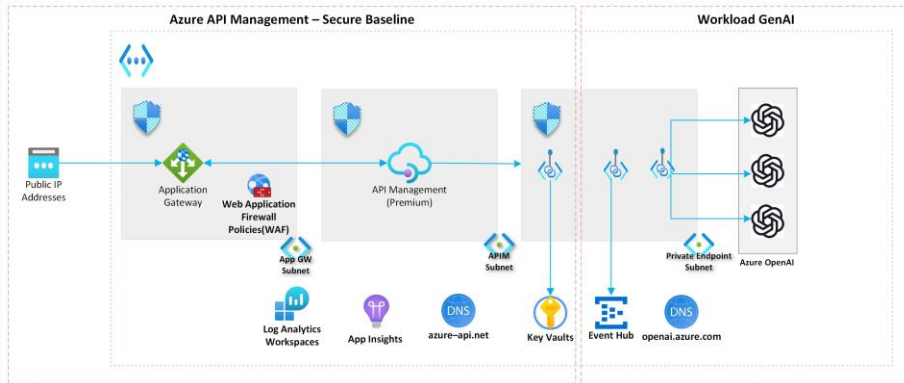 Azure API Management – Secure Baseline
Workload GenAI
Public IP
Addresses
Application
Gateway
Web Application
Firewall
Policies(WAF)
API Management
(Premium)
App GW
Subnet
APIM
Subnet
Private Endpoint
Subnet
Azure OpenAI
Log Analytics
Workspaces
App Insights
DNS
azure–api.net
Key Vaults
Event Hub
DNS
openai.azure.com